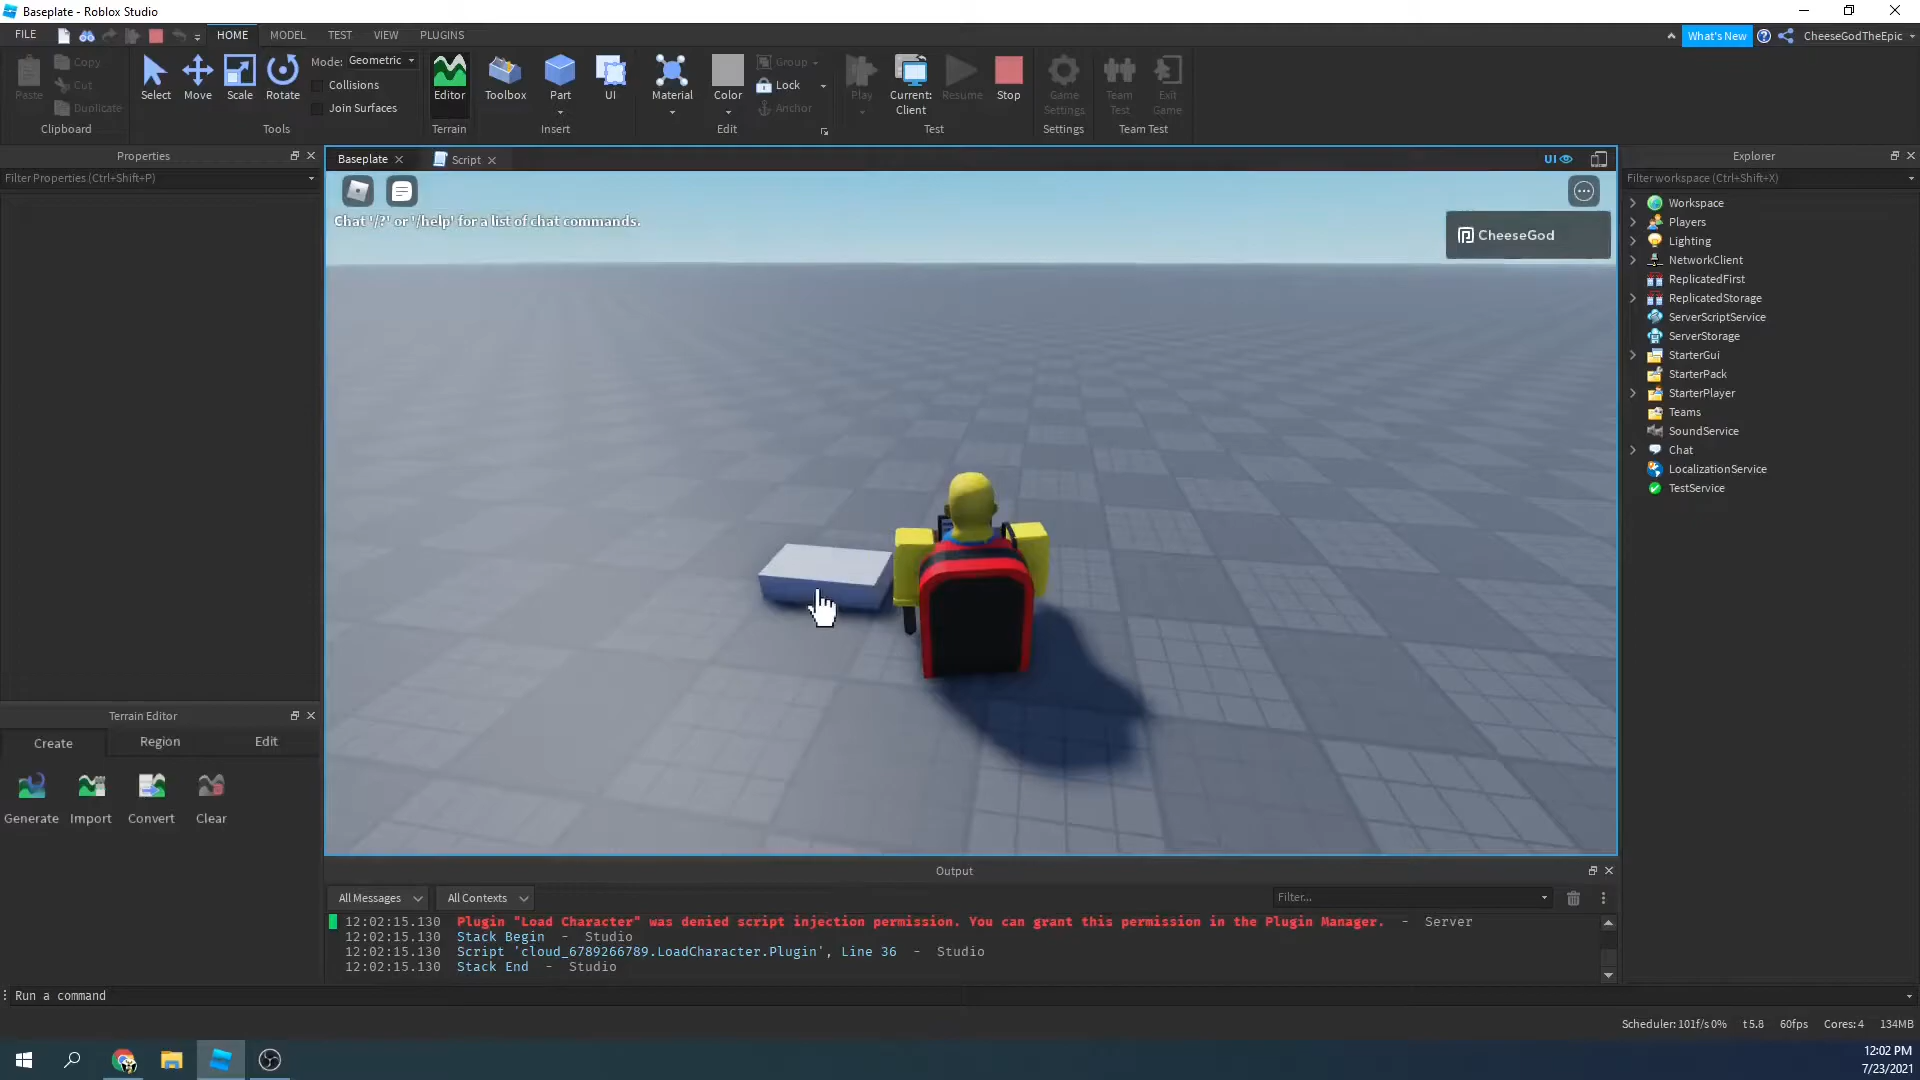 Baseplate - Roblox Studio
FILE HOME MODEL TEST VIEW PLUGINS What's New CheeseGodTheEpic
Paste Copy Cut Duplicate Clipboard
Select Move Scale Rotate Mode: Geometric Collisions Join Surfaces Tools
Editor Terrain
Toolbox Part UI Insert
Material Color Group Lock Anchor Edit
Play Current: Client Resume Stop Test
Game Settings Settings
Team Test Exit Game Team Test
Properties
Filter Properties (Ctrl+Shift+P)
Baseplate Script UI
Chat '/?' or '/help' for a list of chat commands.
CheeseGod
Explorer
Filter workspace (Ctrl+Shift+X)
Workspace
Players
Lighting
NetworkClient
ReplicatedFirst
ReplicatedStorage
ServerScriptService
ServerStorage
StarterGui
StarterPack
StarterPlayer
Teams
SoundService
Chat
LocalizationService
TestService
Terrain Editor
Create Region Edit
Generate Import Convert Clear
Output
All Messages All Contexts Filter...
12:02:15.130 Plugin "Load Character" was denied script injection permission. You can grant this permission in the Plugin Manager. - Server
12:02:15.130 Stack Begin - Studio
12:02:15.130 Script 'cloud_6789266789.LoadCharacter.Plugin', Line 36 - Studio
12:02:15.130 Stack End - Studio
Run a command
Scheduler: 101f/s 0% t 5.8 60fps Cores: 4 134MB
12:02 PM
7/23/2021